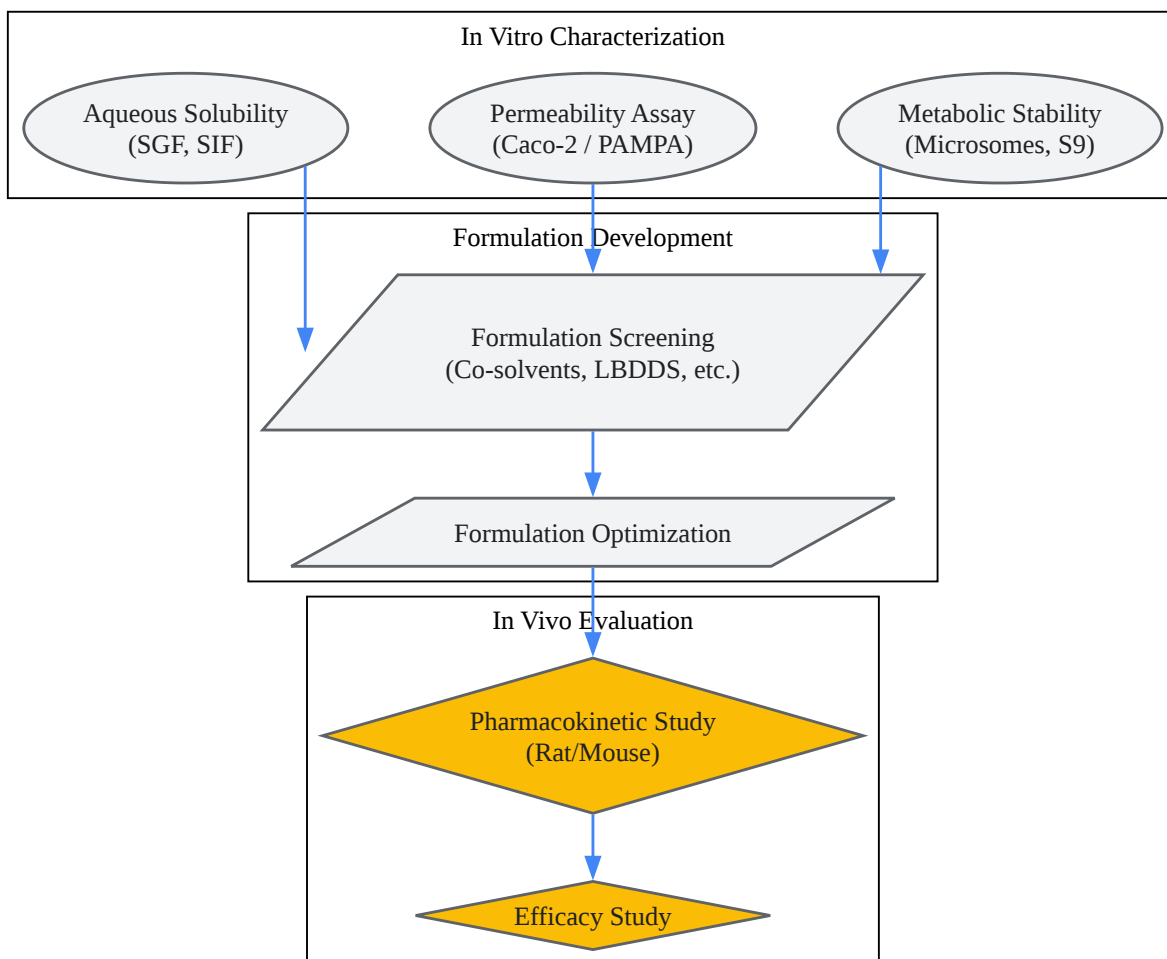 In Vitro Characterization
Aqueous Solubility
(SGF, SIF)
Permeability Assay
(Caco-2 / PAMPA)
Metabolic Stability
(Microsomes, S9)
Formulation Development
Formulation Screening
(Co-solvents, LBDDS, etc.)
Formulation Optimization
In Vivo Evaluation
Pharmacokinetic Study
(Rat/Mouse)
Efficacy Study